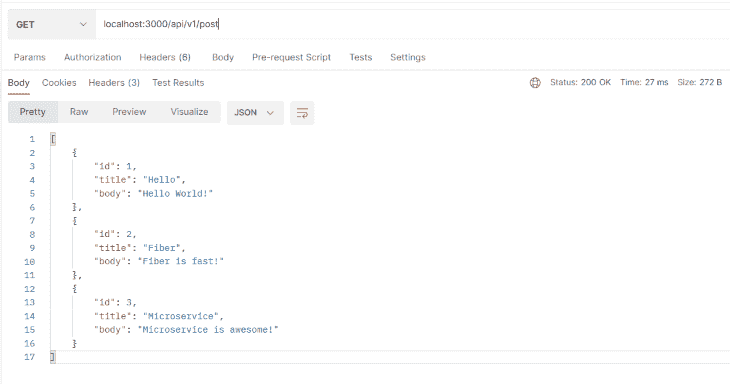 GET localhost:3000/api/v1/post
Params Authorization Headers (6) Body Pre-request Script Tests Settings
Body Cookies Headers (3) Test Results Status: 200 OK Time: 27 ms Size: 272 B
Pretty Raw Preview Visualize JSON
1 [
2 {
3 "id": 1,
4 "title": "Hello",
5 "body": "Hello World!"
6 },
7 {
8 "id": 2,
9 "title": "Fiber",
10 "body": "Fiber is fast!"
11 },
12 {
13 "id": 3,
14 "title": "Microservice",
15 "body": "Microservice is awesome!"
16 }
17 ]